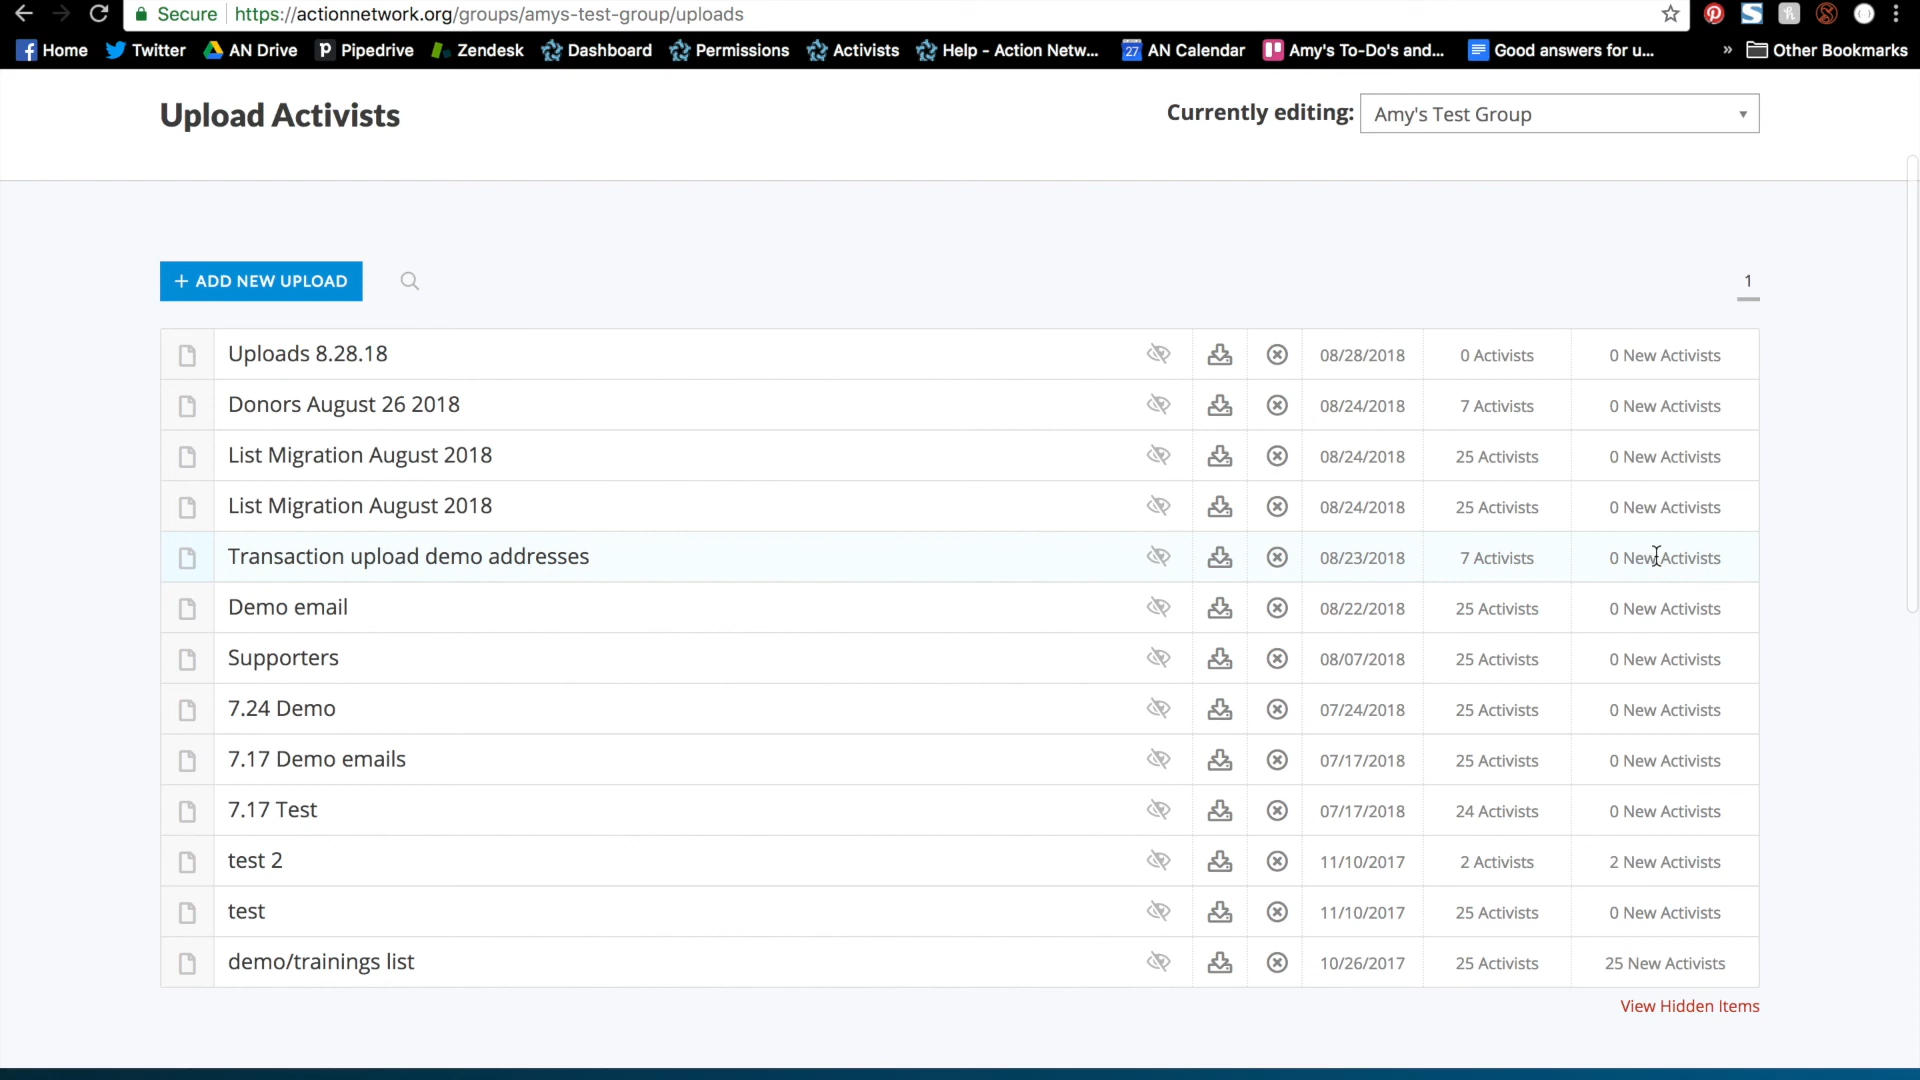 Secure https://actionnetwork.org/groups/amys-test-group/uploads
Home Twitter AN Drive Pipedrive Zendesk Dashboard Permissions Activists Help - Action Netw... 27 AN Calendar Amy's To-Do's and... Good answers for u... » Other Bookmarks
Upload Activists Currently editing: Amy's Test Group
+ ADD NEW UPLOAD 1
Uploads 8.28.18 08/28/2018 0 Activists 0 New Activists
Donors August 26 2018 08/24/2018 7 Activists 0 New Activists
List Migration August 2018 08/24/2018 25 Activists 0 New Activists
List Migration August 2018 08/24/2018 25 Activists 0 New Activists
Transaction upload demo addresses 08/23/2018 7 Activists 0 New Activists
Demo email 08/22/2018 25 Activists 0 New Activists
Supporters 08/07/2018 25 Activists 0 New Activists
7.24 Demo 07/24/2018 25 Activists 0 New Activists
7.17 Demo emails 07/17/2018 25 Activists 0 New Activists
7.17 Test 07/17/2018 24 Activists 0 New Activists
test 2 11/10/2017 2 Activists 2 New Activists
test 11/10/2017 25 Activists 0 New Activists
demo/trainings list 10/26/2017 25 Activists 25 New Activists
View Hidden Items